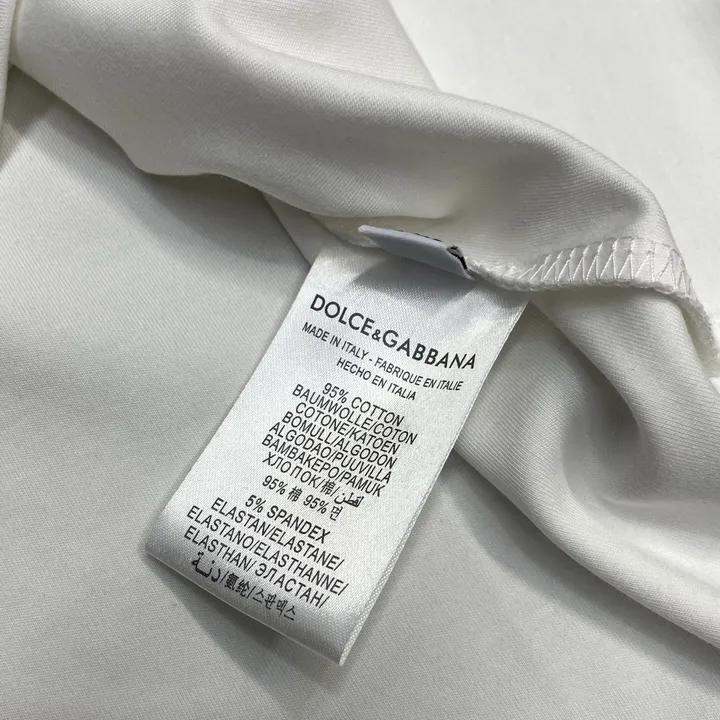 DOLCE&GABBANA
MADE IN ITALY - FABRIQUE EN ITALIE
HECHO EN ITALIA
95% COTTON
BAUMWOLLE/COTON
COTONE/KATOEN
BOMULL/ALGODON
ALGODAO/PUUVILLA
BAMBAKEPO/PAMUK
ХЛОПОК/棉/قطن
95% 棉 95% 면
5% SPANDEX
ELASTAN/ELASTANE/
ELASTANO/ELASTHANNE/
ELASTHAN/ ЭЛАСТАН/
/氨纶/스판덱스